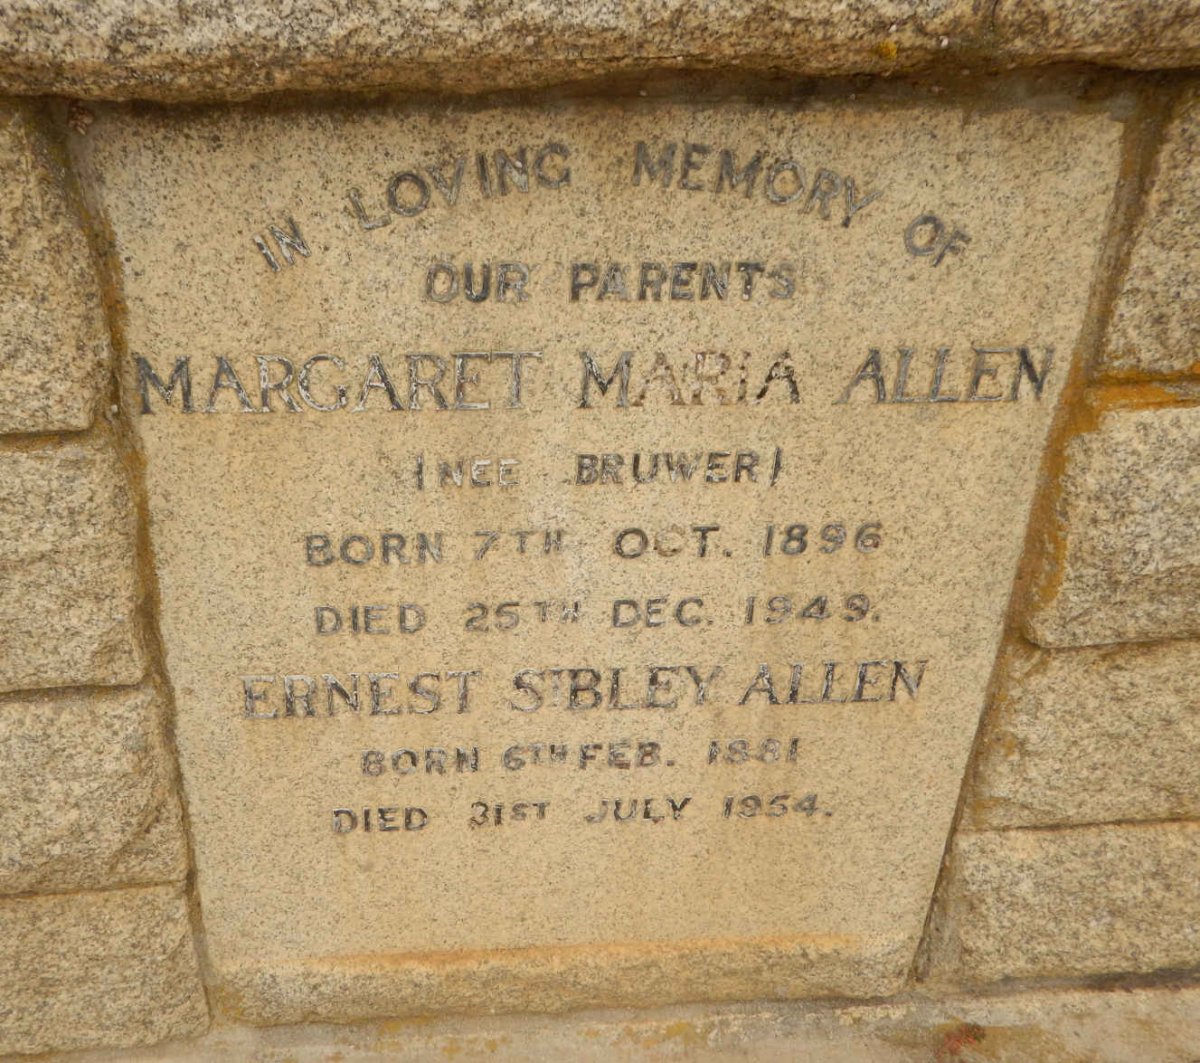 IN LOVING MEMORY OF
OUR PARENTS
MARGARET MARIA ALLEN
(NEE BRUWER)
BORN 7TH OCT. 1896
DIED 25TH DEC. 1949.
ERNEST SIBLEY ALLEN
BORN 6TH FEB. 1881
DIED 31ST JULY 1954.